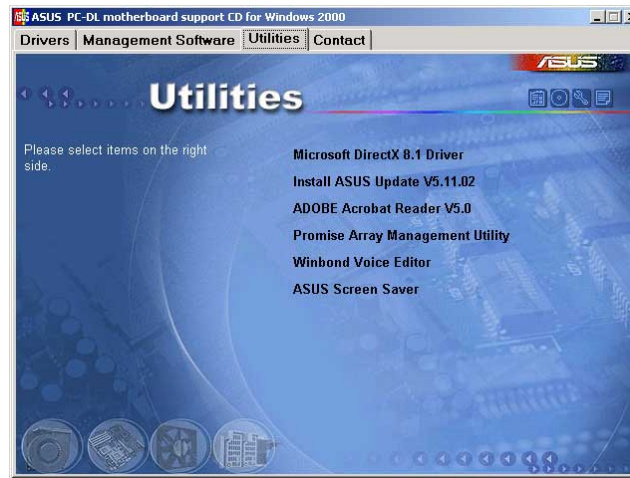 ASUS PC-DL motherboard support CD for Windows 2000
Drivers Management Software Utilities Contact
ASUS
Utilities
Please select items on the right
side.
Microsoft DirectX 8.1 Driver
Install ASUS Update V5.11.02
ADOBE Acrobat Reader V5.0
Promise Array Management Utility
Winbond Voice Editor
ASUS Screen Saver